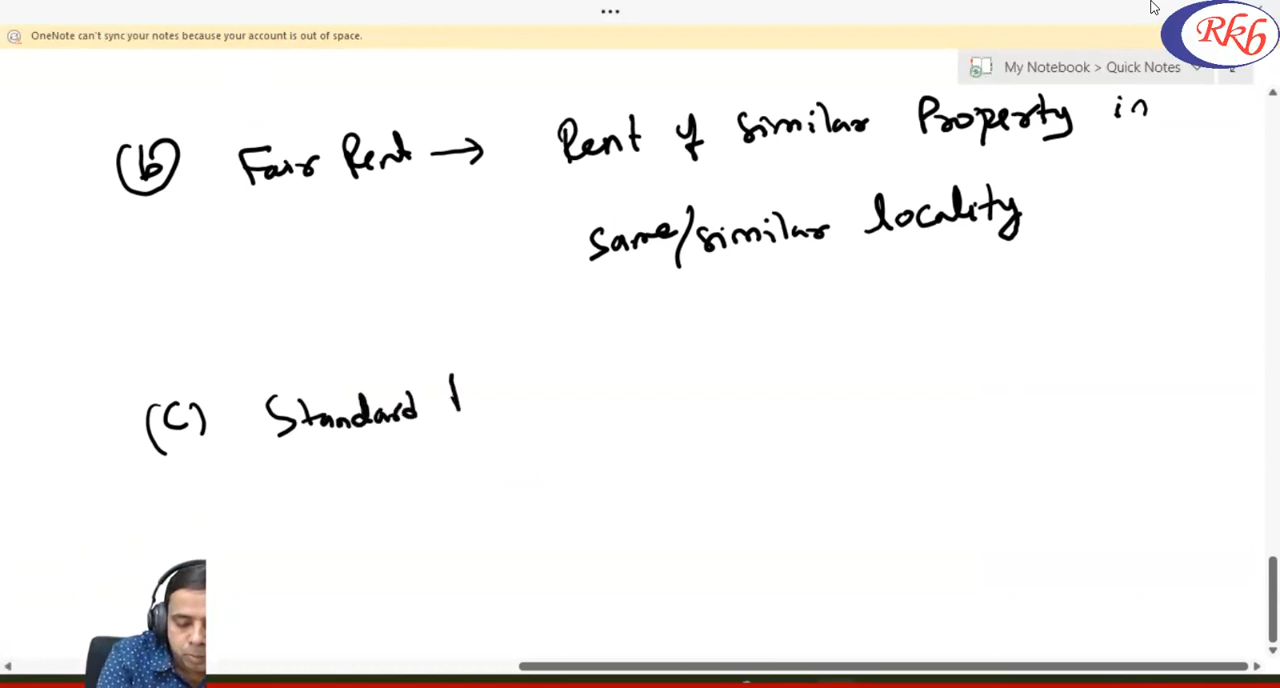 OneNote can't sync your notes because your account is out of space.
Rkb
My Notebook > Quick Notes
(b) Fair Rent → Rent of similar Property in
same/similar locality
(C) Standard